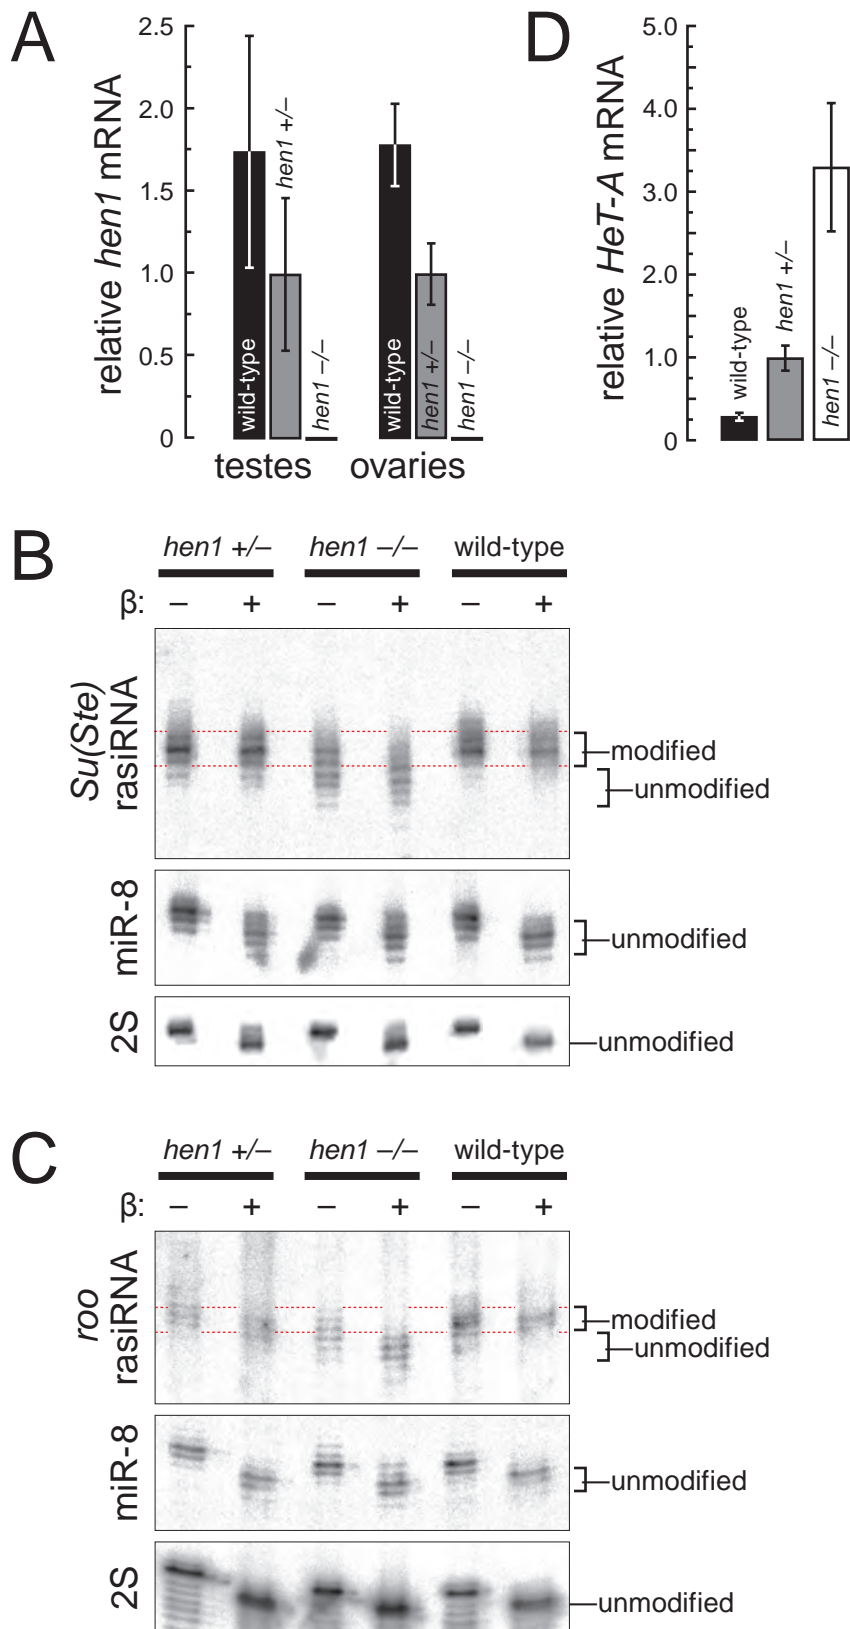 A
relative hen1 mRNA
2.5
2.0
1.5
1.0
0.5
0
wild-type
hen1 +/–
hen1 –/–
wild-type
hen1 +/–
hen1 –/–
testes
ovaries
D
relative HeT-A mRNA
5.0
4.0
3.0
2.0
1.0
0
wild-type
hen1 +/–
hen1 –/–
B
hen1 +/–
hen1 –/–
wild-type
β:
–
+
–
+
–
+
Su(Ste)
rasiRNA
modified
unmodified
miR-8
unmodified
2S
unmodified
C
hen1 +/–
hen1 –/–
wild-type
β:
–
+
–
+
–
+
roo
rasiRNA
modified
unmodified
miR-8
unmodified
2S
unmodified